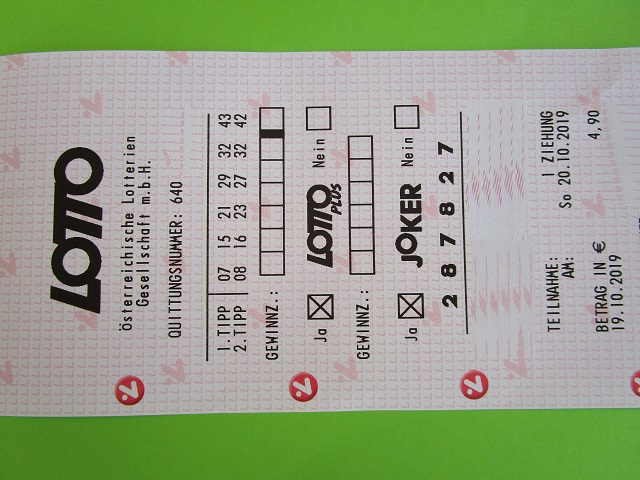 LOTTO
Österreichische Lotterien
Gesellschaft m.b.H.
QUITTUNGSNUMMER: 640
1.TIPP 07 15 21 29 32 43
2.TIPP 08 16 23 27 32 42
GEWINNZ.:
Ja LOTTO PLUS Nein
GEWINNZ.:
Ja JOKER Nein
2 8 7 8 2 7
TEILNAHME: 1 ZIEHUNG
AM: So 20.10.2019
BETRAG IN € 4,90
19.10.2019